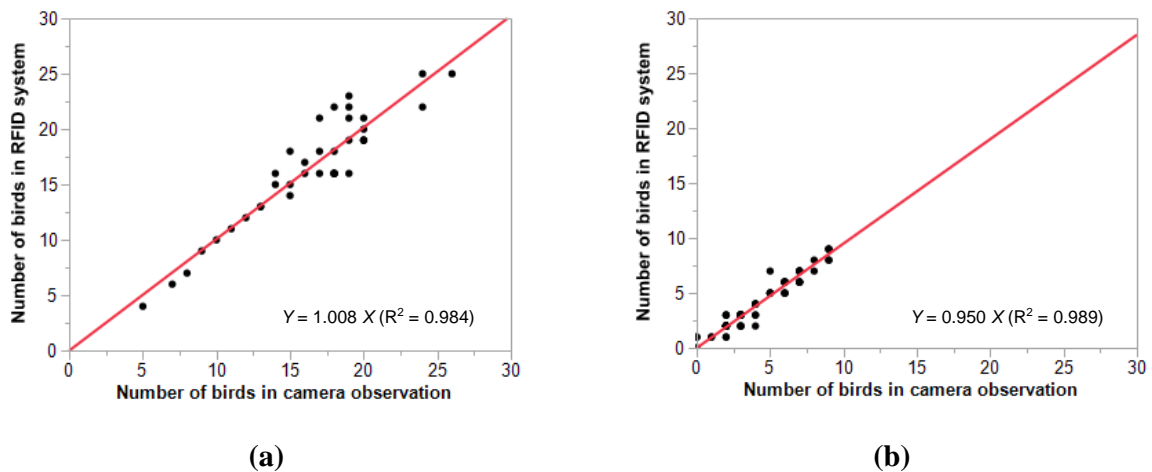 Number of birds in RFID system
30
25
20
15
10
5
0
Y = 1.008 X (R² = 0.984)
0 5 10 15 20 25 30
Number of birds in camera observation
(a)
Number of birds in RFID system
30
25
20
15
10
5
0
Y = 0.950 X (R² = 0.989)
0 5 10 15 20 25 30
Number of birds in camera observation
(b)